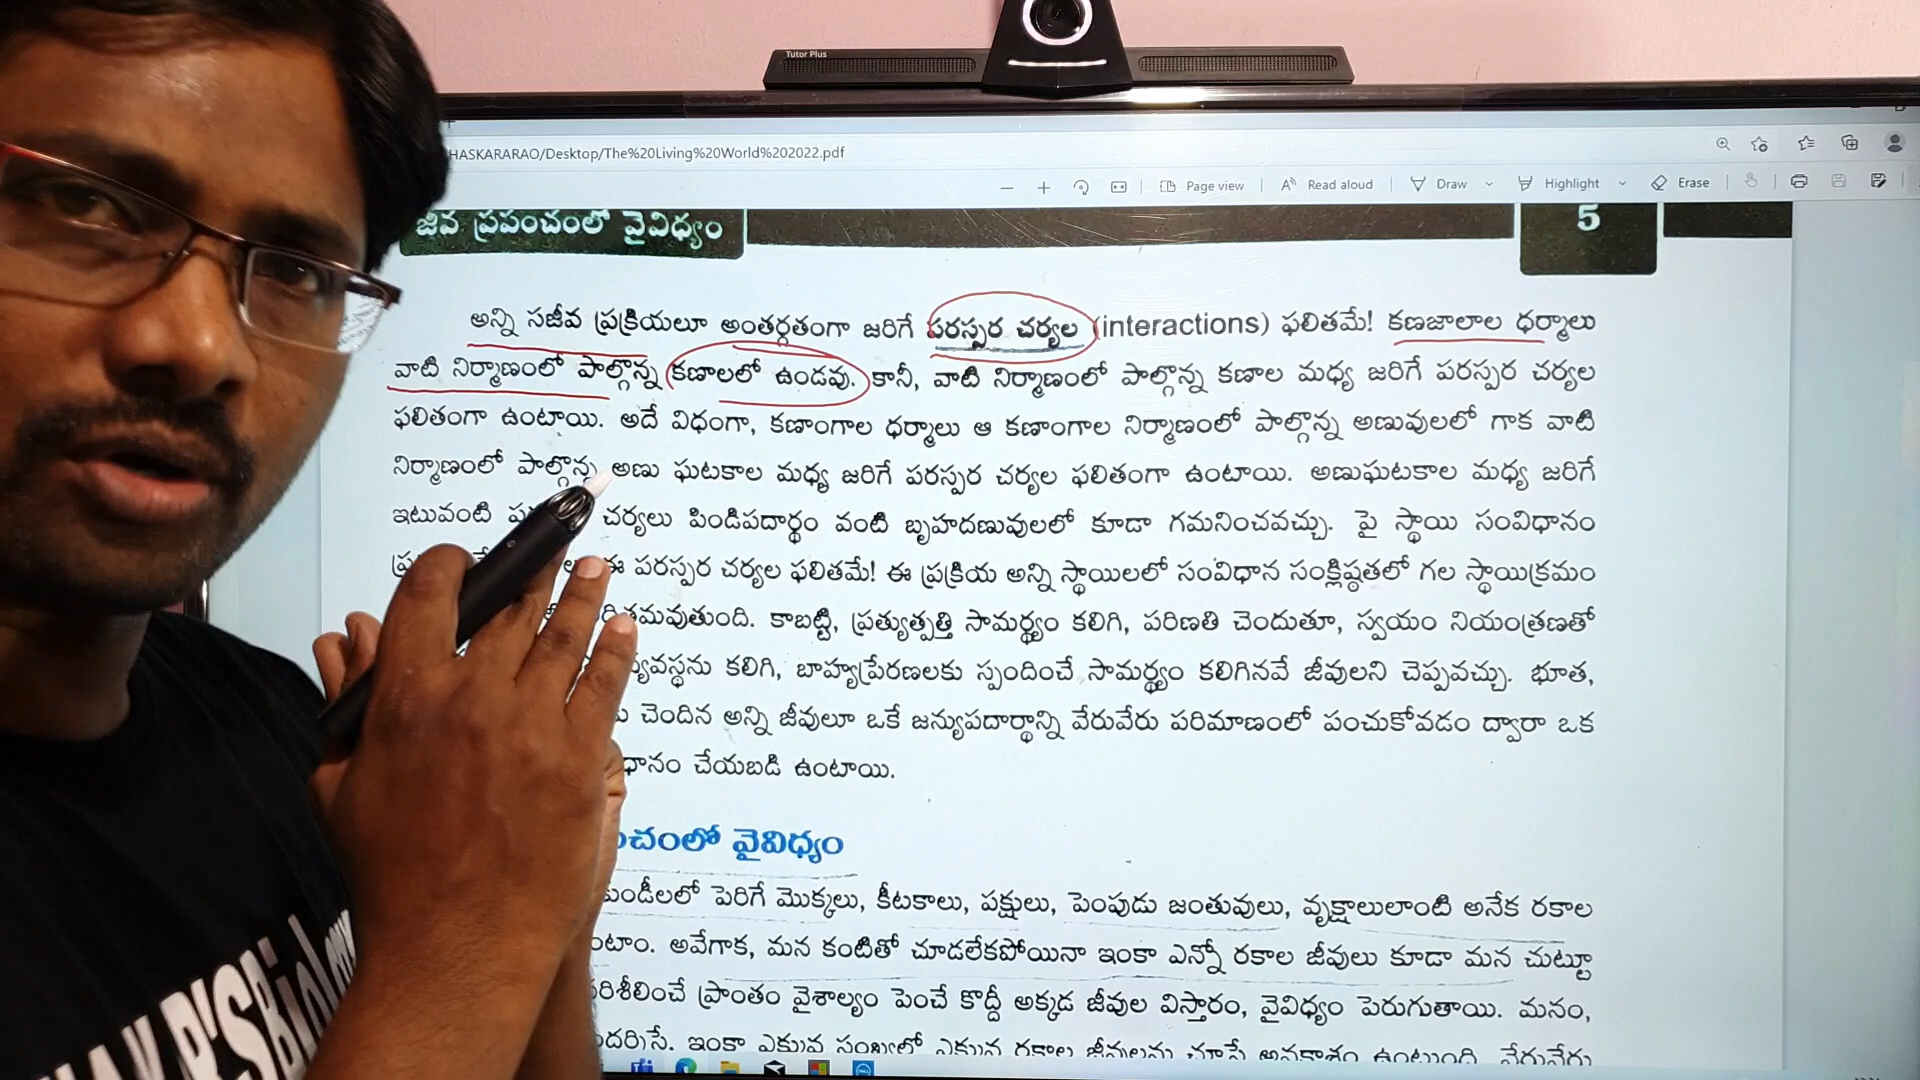 Tutor Plus
HASKARARAO/Desktop/The%20Living%20World%202022.pdf
Page view Read aloud Draw Highlight Erase
జీవ ప్రపంచంలో వైవిధ్యం 5
అన్ని సజీవ ప్రక్రియలూ అంతర్గతంగా జరిగే పరస్పర చర్యల (interactions) ఫలితమే! కణజాలాల ధర్మాలు
వాటి నిర్మాణంలో పాల్గొన్న కణాలలో ఉండవు. కానీ, వాటి నిర్మాణంలో పాల్గొన్న కణాల మధ్య జరిగే పరస్పర చర్యల
ఫలితంగా ఉంటాయి. అదే విధంగా, కణాంగాల ధర్మాలు ఆ కణాంగాల నిర్మాణంలో పాల్గొన్న అణువులలో గాక వాటి
నిర్మాణంలో పాల్గొన్న అణు ఘటకాల మధ్య జరిగే పరస్పర చర్యల ఫలితంగా ఉంటాయి. అణుఘటకాల మధ్య జరిగే
ఇటువంటి చర్యలు పిండిపదార్థం వంటి బృహదణువులలో కూడా గమనించవచ్చు. పై స్థాయి సంవిధానం
ఈ పరస్పర చర్యల ఫలితమే! ఈ ప్రక్రియ అన్ని స్థాయిలలో సంవిధాన సంక్లిష్ఠతలో గల స్థాయిక్రమం
కాబట్టి, ప్రత్యుత్పత్తి సామర్థ్యం కలిగి, పరిణతి చెందుతూ, స్వయం నియంత్రణతో
వ్యవస్థను కలిగి, బాహ్యప్రేరణలకు స్పందించే సామర్థ్యం కలిగినవే జీవులని చెప్పవచ్చు. భూత,
చెందిన అన్ని జీవులూ ఒకే జన్యుపదార్థాన్ని వేరువేరు పరిమాణంలో పంచుకోవడం ద్వారా ఒక
చేయబడి ఉంటాయి.
వైవిధ్యం
పెరిగే మొక్కలు, కీటకాలు, పక్షులు, పెంపుడు జంతువులు, వృక్షాలులాంటి అనేక రకాల
అవేగాక, మన కంటితో చూడలేకపోయినా ఇంకా ఎన్నో రకాల జీవులు కూడా మన చుట్టూ
ప్రాంతం వైశాల్యం పెంచే కొద్దీ అక్కడ జీవుల విస్తారం, వైవిధ్యం పెరుగుతాయి. మనం,